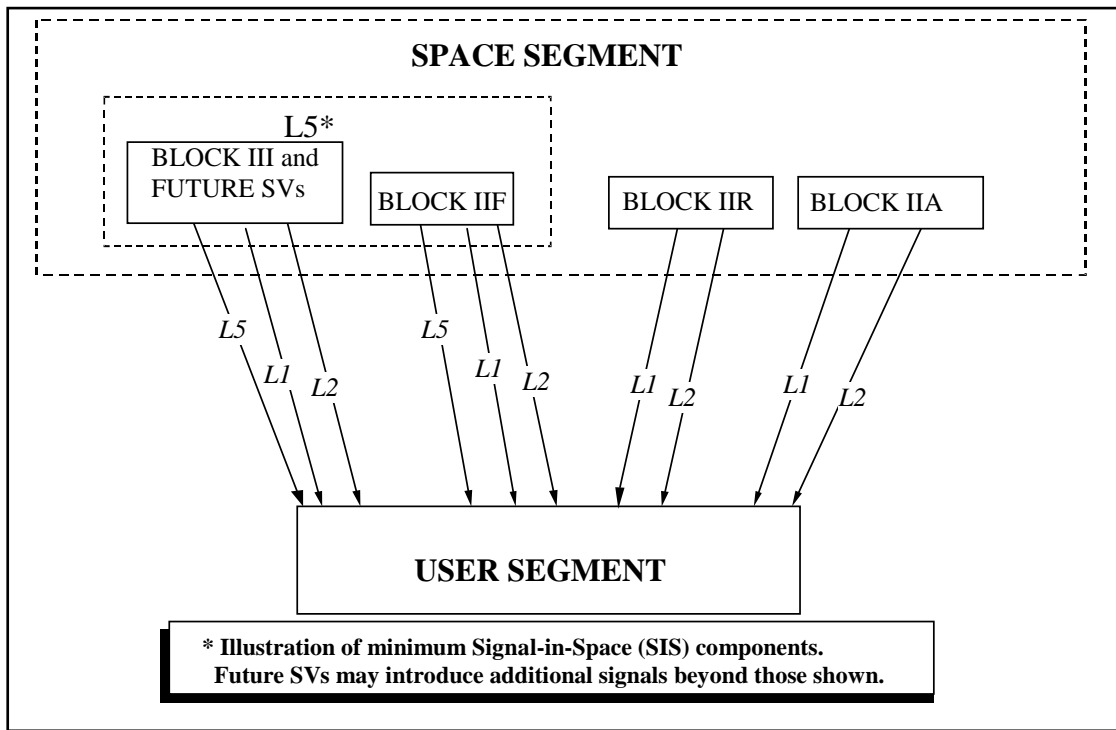 SPACE SEGMENT
L5*
BLOCK III and
FUTURE SVs
BLOCK IIF
BLOCK IIR
BLOCK IIA
L5
L1
L2
L5
L1
L2
L1
L2
L1
L2
USER SEGMENT
* Illustration of minimum Signal-in-Space (SIS) components.
Future SVs may introduce additional signals beyond those shown.